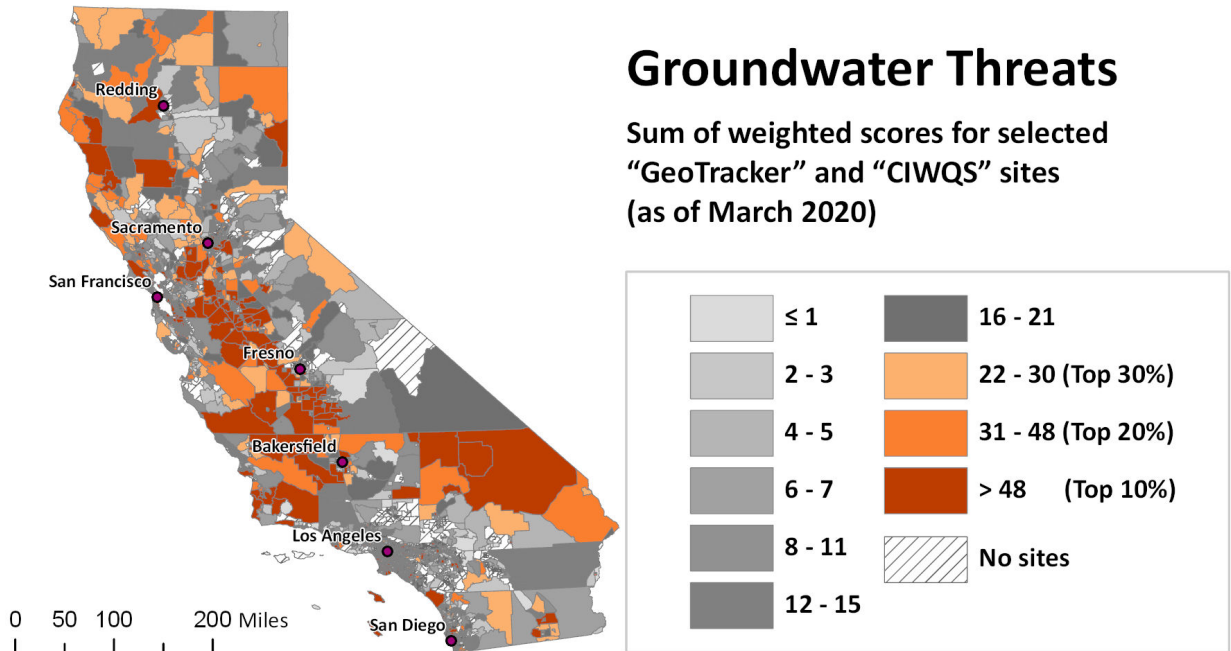 Groundwater Threats
Sum of weighted scores for selected
“GeoTracker” and “CIWQS” sites
(as of March 2020)
Redding
Sacramento
San Francisco
Fresno
Bakersfield
Los Angeles
San Diego
0 50 100 200 Miles
≤ 1
2 - 3
4 - 5
6 - 7
8 - 11
12 - 15
16 - 21
22 - 30 (Top 30%)
31 - 48 (Top 20%)
> 48 (Top 10%)
No sites